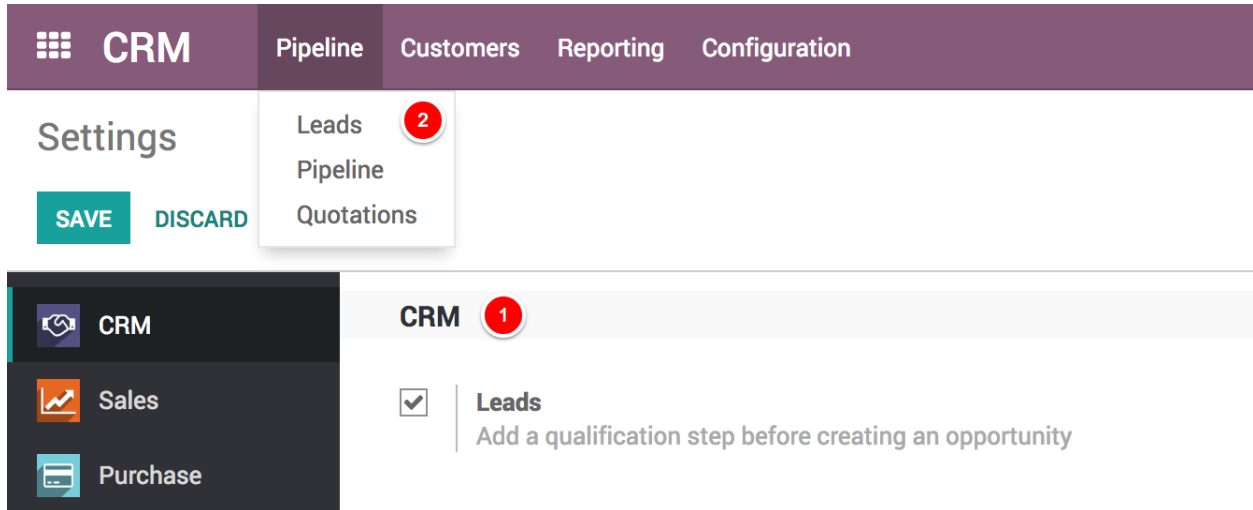 CRM Pipeline Customers Reporting Configuration
Settings
Leads 2
Pipeline
Quotations
SAVE DISCARD
CRM
Sales
Purchase
CRM 1
Leads
Add a qualification step before creating an opportunity